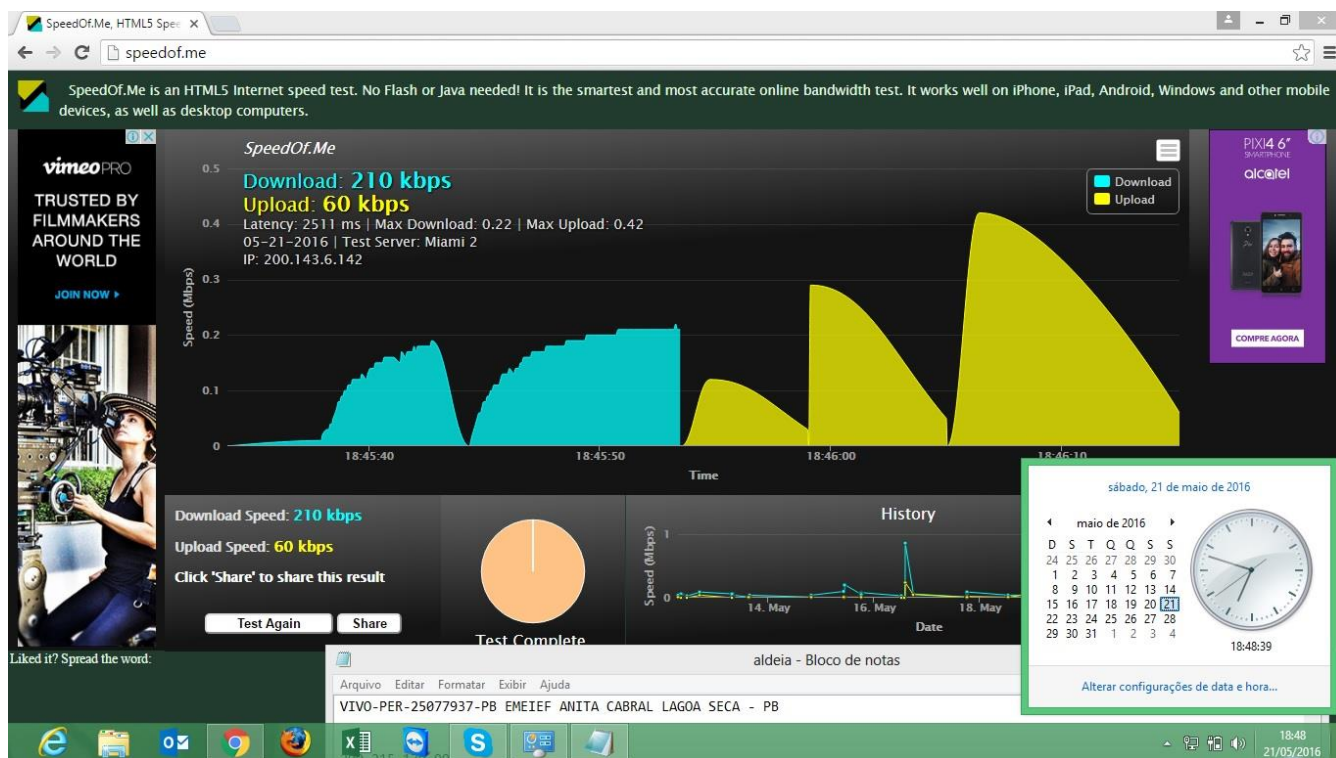 SpeedOf.Me, HTML5 Spee
speedof.me
SpeedOf.Me is an HTML5 Internet speed test. No Flash or Java needed! It is the smartest and most accurate online bandwidth test. It works well on iPhone, iPad, Android, Windows and other mobile
devices, as well as desktop computers.
vimeo PRO
TRUSTED BY
FILMMAKERS
AROUND THE
WORLD
JOIN NOW
SpeedOf.Me
Download: 210 kbps
Upload: 60 kbps
Latency: 2511 ms | Max Download: 0.22 | Max Upload: 0.42
05-21-2016 | Test Server: Miami 2
IP: 200.143.6.142
Download
Upload
Speed (Mbps)
0.5
0.4
0.3
0.2
0.1
0
18:45:40 18:45:50 18:46:00 18:46:10
Time
PIXI4 6"
SMARTPHONE
alcatel
COMPRE AGORA
Download Speed: 210 kbps
Upload Speed: 60 kbps
Click 'Share' to share this result
Test Again Share
Test Complete
History
Speed (Mbps)
1
0
14. May 16. May 18. May
Date
sábado, 21 de maio de 2016
maio de 2016
D S T Q Q S S
24 25 26 27 28 29 30
1 2 3 4 5 6 7
8 9 10 11 12 13 14
15 16 17 18 19 20 21
22 23 24 25 26 27 28
29 30 31 1 2 3 4
18:48:39
Alterar configurações de data e hora...
Liked it? Spread the word:
aldeia - Bloco de notas
Arquivo Editar Formatar Exibir Ajuda
VIVO-PER-25077937-PB EMEIEF ANITA CABRAL LAGOA SECA - PB
18:48
21/05/2016